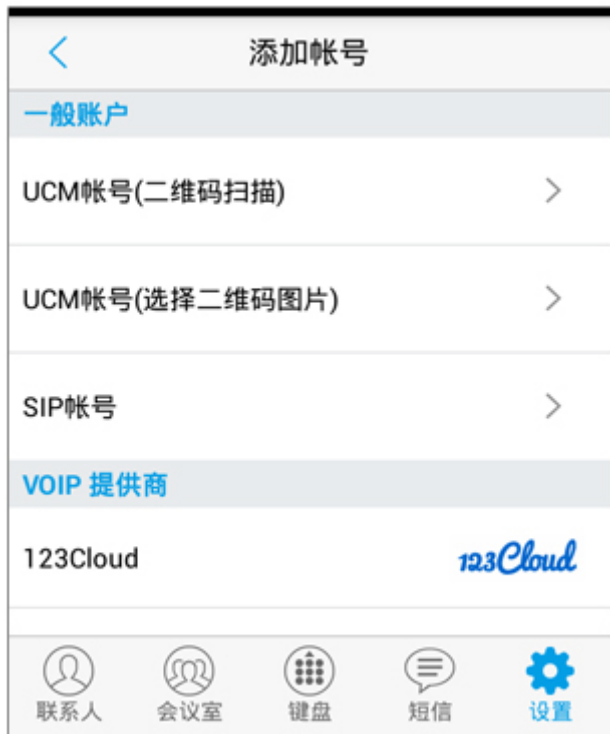 添加帐号
一般账户
UCM帐号(二维码扫描)
UCM帐号(选择二维码图片)
SIP帐号
VOIP 提供商
123Cloud 123Cloud
联系人 会议室 键盘 短信 设置